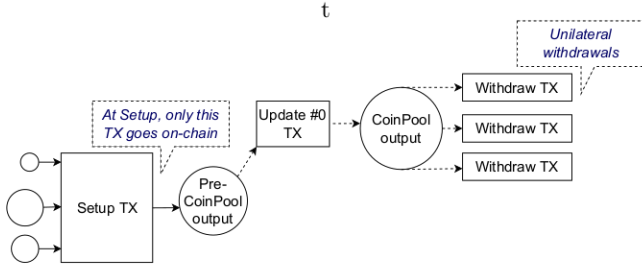 t
Unilateral
withdrawals
At Setup, only this
TX goes on-chain
Update #0
TX
CoinPool
output
Withdraw TX
Withdraw TX
Withdraw TX
Setup TX
Pre-
CoinPool
output